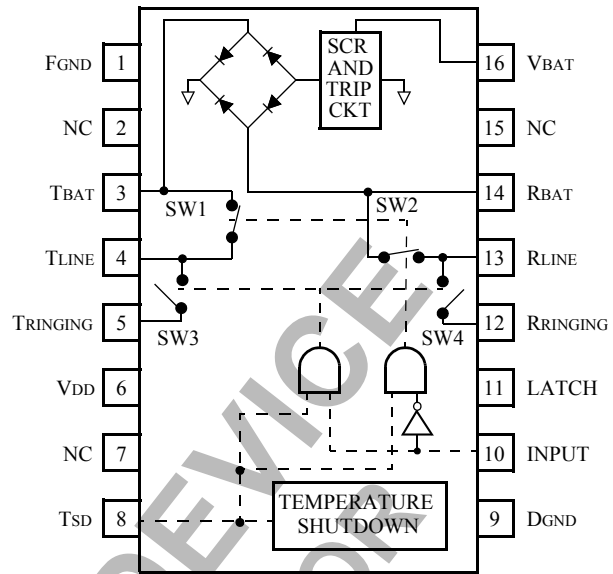 SCR
AND
TRIP
CKT
FGND 1
16 VBAT
NC 2
15 NC
TBAT 3
14 RBAT
SW1
SW2
TLINE 4
13 RLINE
TRINGING 5
12 RRINGING
SW3
SW4
VDD 6
11 LATCH
NC 7
10 INPUT
TSD 8
TEMPERATURE
SHUTDOWN
9 DGND
DEVICE
OR